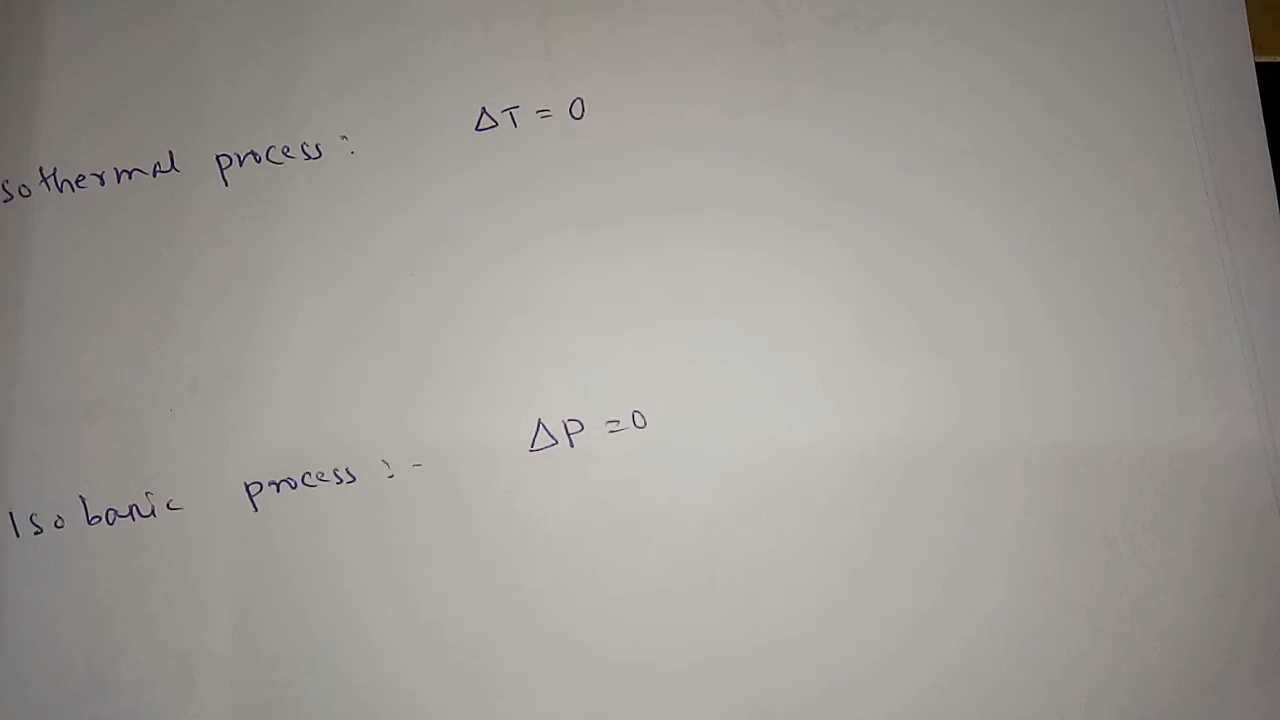 sothermal process: ΔT = 0
Isobaric process :- ΔP = 0